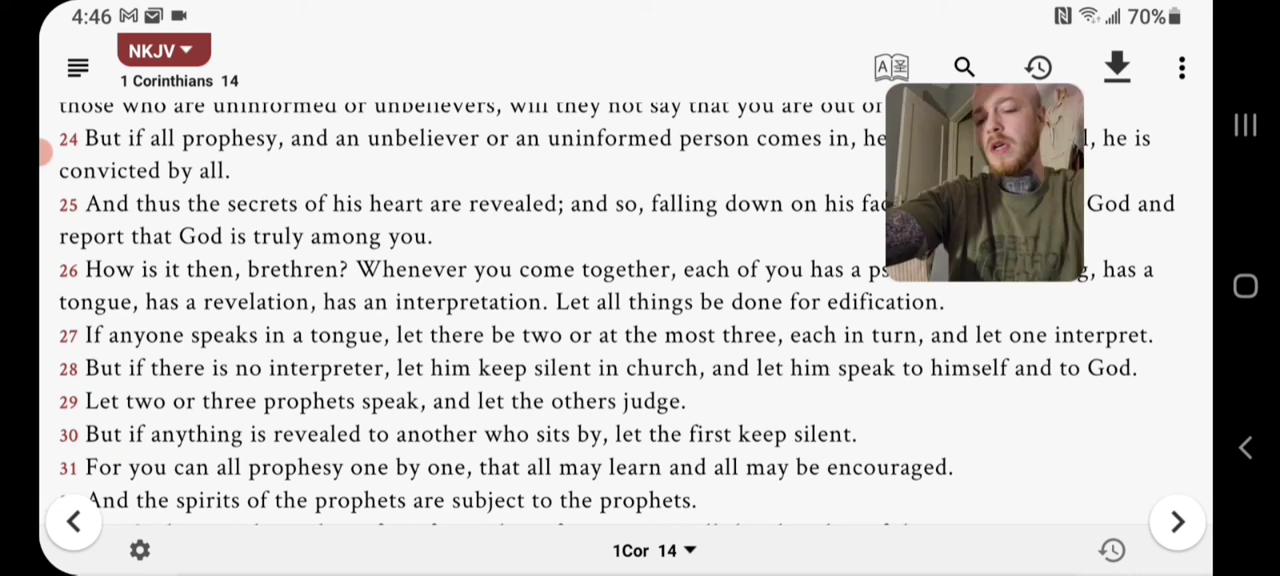 4:46 70%
NKJV
1 Corinthians 14
those who are uninformed or unbelievers, will they not say that you are out of
24 But if all prophesy, and an unbeliever or an uninformed person comes in, he , he is
convicted by all.
25 And thus the secrets of his heart are revealed; and so, falling down on his God and
report that God is truly among you.
26 How is it then, brethren? Whenever you come together, each of you has a has a
tongue, has a revelation, has an interpretation. Let all things be done for edification.
27 If anyone speaks in a tongue, let there be two or at the most three, each in turn, and let one interpret.
28 But if there is no interpreter, let him keep silent in church, and let him speak to himself and to God.
29 Let two or three prophets speak, and let the others judge.
30 But if anything is revealed to another who sits by, let the first keep silent.
31 For you can all prophesy one by one, that all may learn and all may be encouraged.
And the spirits of the prophets are subject to the prophets.
1Cor 14